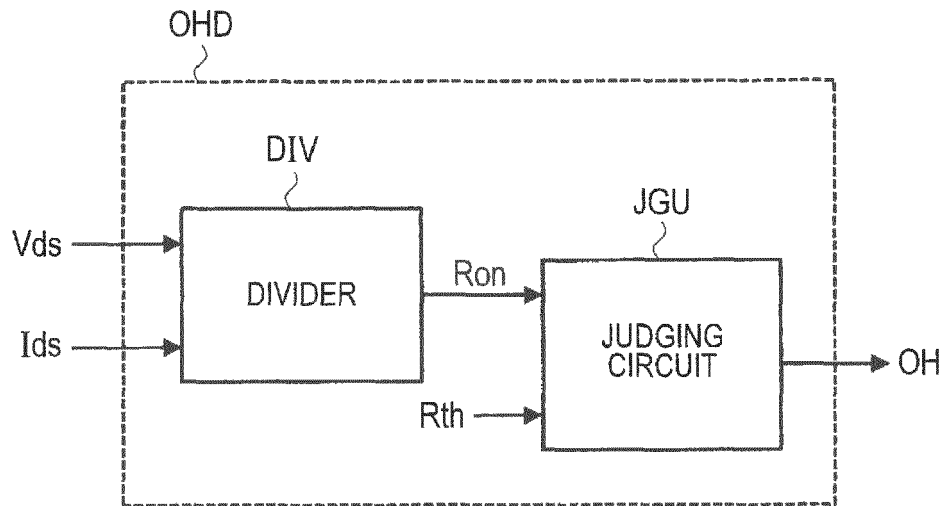 OHD
DIV
JGU
Vds
Ids
DIVIDER
Ron
Rth
JUDGING
CIRCUIT
OH